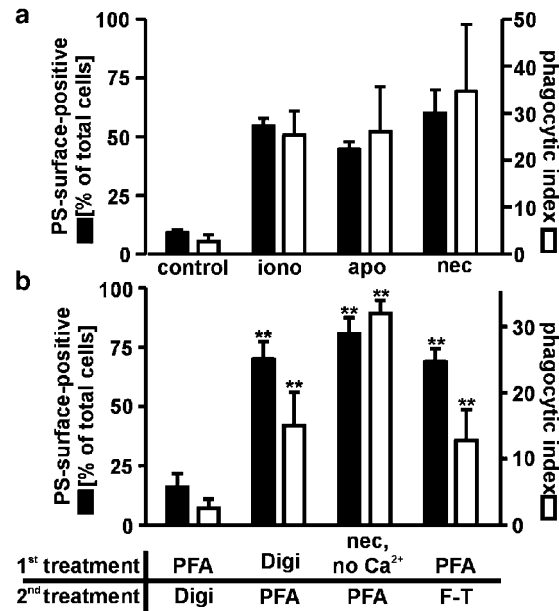 a
PS-surface-positive
[% of total cells]
100
75
50
25
0
50
40
30
20
10
0
phagocytic
index
control iono apo nec
b
PS-surface-positive
[% of total cells]
100
75
50
25
0
** ** ** ** ** **
30
20
10
0
phagocytic
index
1st treatment PFA Digi nec, no Ca2+ PFA
2nd treatment Digi PFA PFA F-T